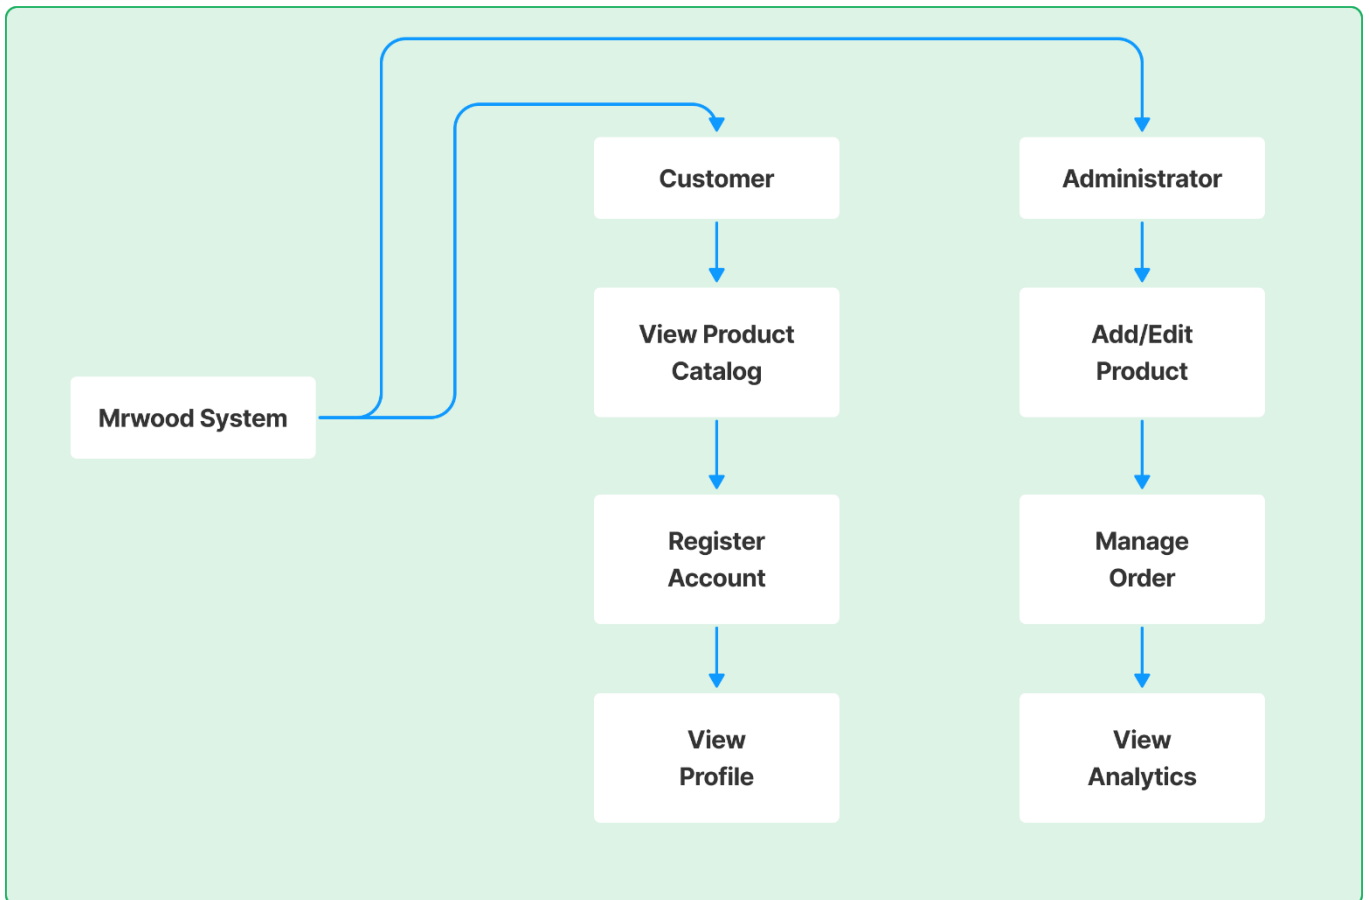 Mrwood System
Customer
View Product
Catalog
Register
Account
View
Profile
Administrator
Add/Edit
Product
Manage
Order
View
Analytics